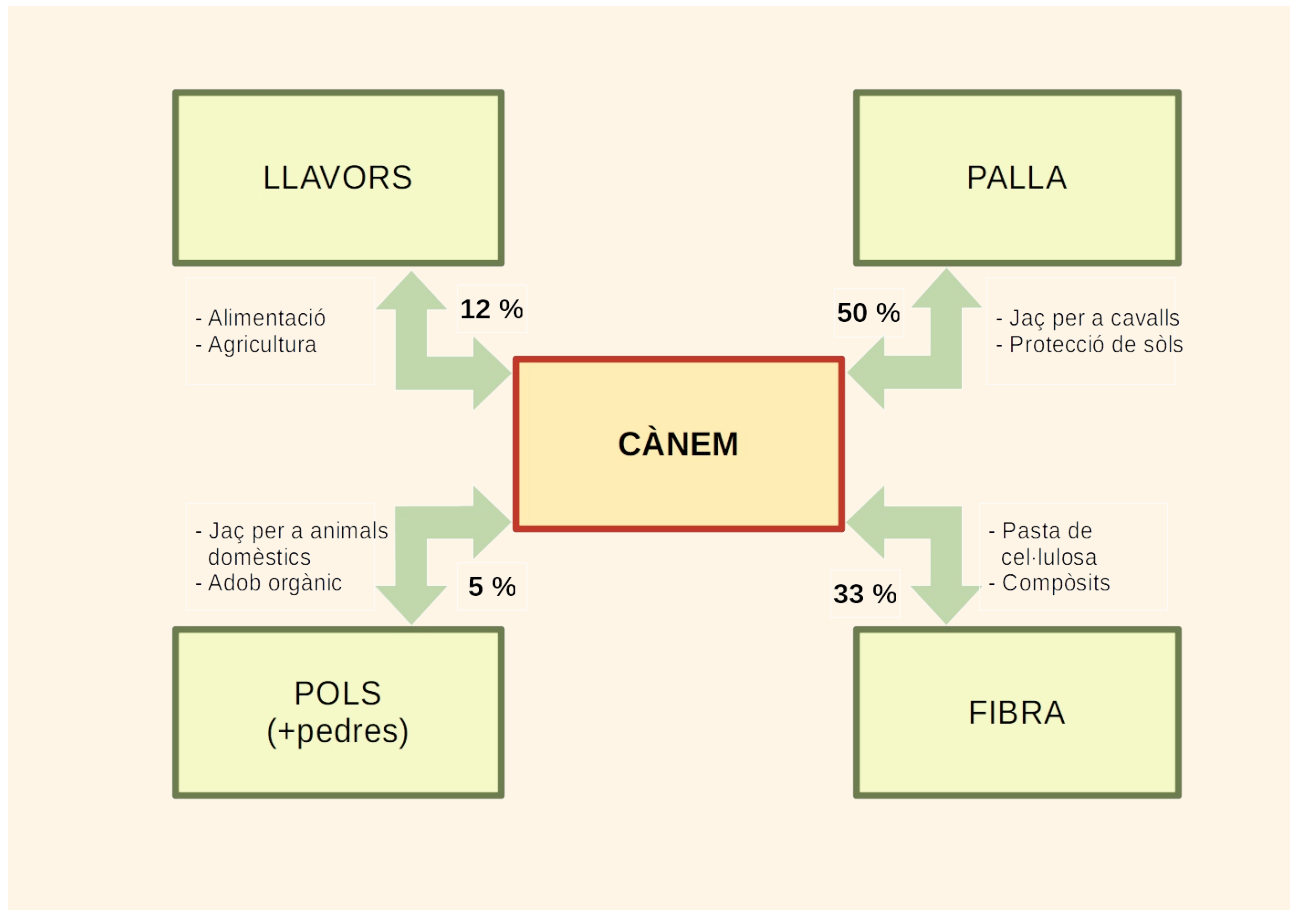 LLAVORS
PALLA
- Alimentació
- Agricultura
12 %
50 %
- Jaç per a cavalls
- Protecció de sòls
CÀNEM
- Jaç per a animals
domèstics
- Adob orgànic
5 %
33 %
- Pasta de
cel·lulosa
- Compòsits
POLS
(+pedres)
FIBRA